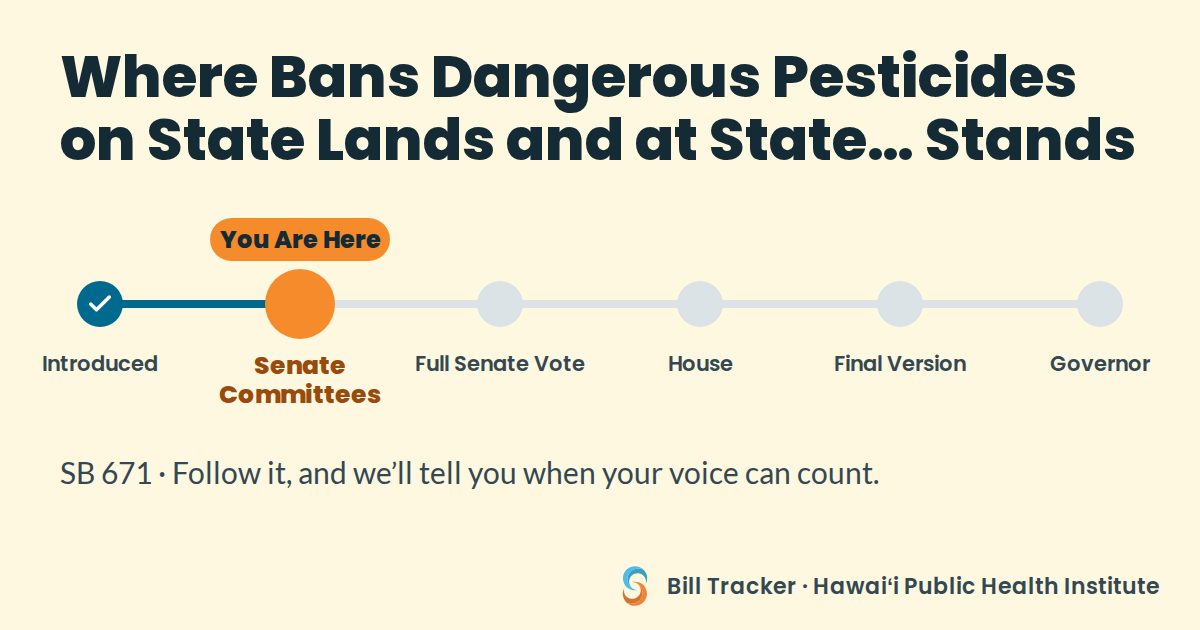 Where Bans Dangerous Pesticides
on State Lands and at State... Stands
You Are Here
Introduced
Senate
Committees
Full Senate Vote
House
Final Version
Governor
SB 671 · Follow it, and we’ll tell you when your voice can count.
Bill Tracker · Hawaiʻi Public Health Institute